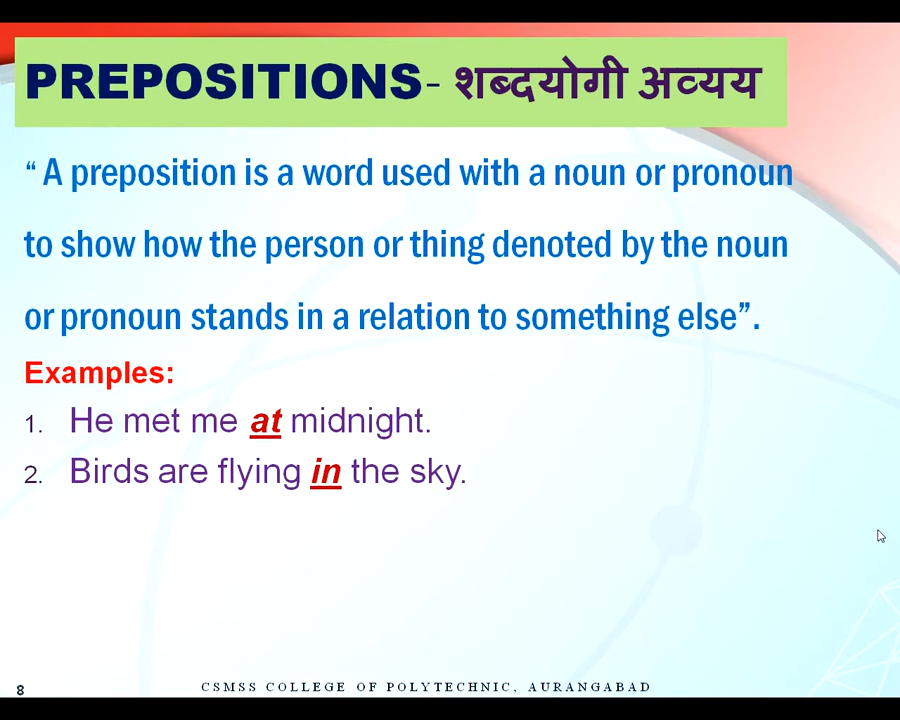 PREPOSITIONS- शब्दयोगी अव्यय
“ A preposition is a word used with a noun or pronoun
to show how the person or thing denoted by the noun
or pronoun stands in a relation to something else”.
Examples:
1. He met me at midnight.
2. Birds are flying in the sky.
8 CSMSS COLLEGE OF POLYTECHNIC, AURANGABAD